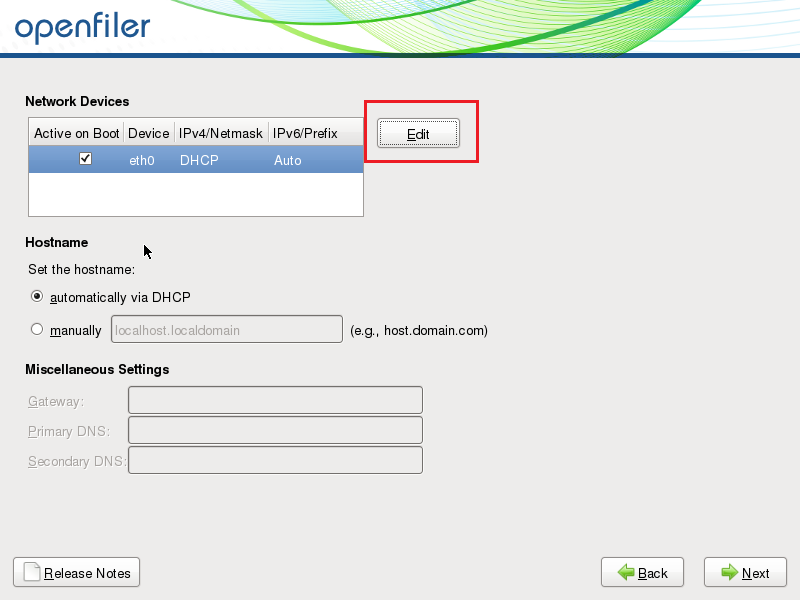 openfiler
Network Devices
Active on Boot Device IPv4/Netmask IPv6/Prefix
eth0 DHCP Auto
Edit
Hostname
Set the hostname:
automatically via DHCP
manually localhost.localdomain (e.g., host.domain.com)
Miscellaneous Settings
Gateway:
Primary DNS:
Secondary DNS:
Release Notes Back Next